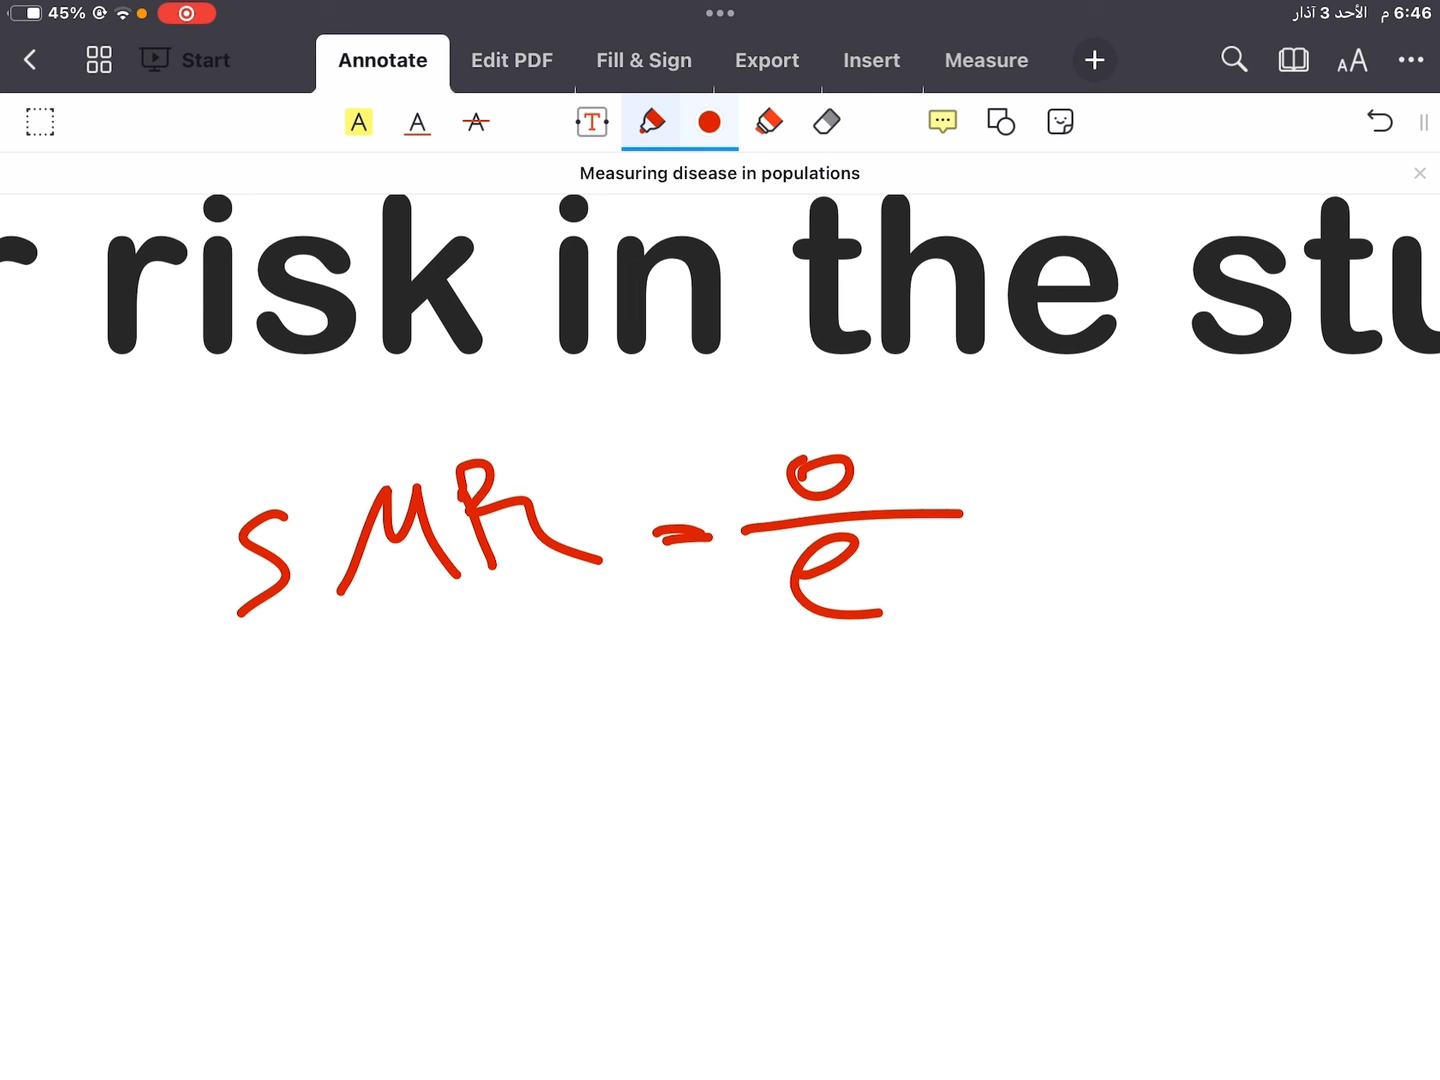 45% 6:46 م الأحد 3 آذار
Start Annotate Edit PDF Fill & Sign Export Insert Measure
Measuring disease in populations
r risk in the stu
SMR = o
e